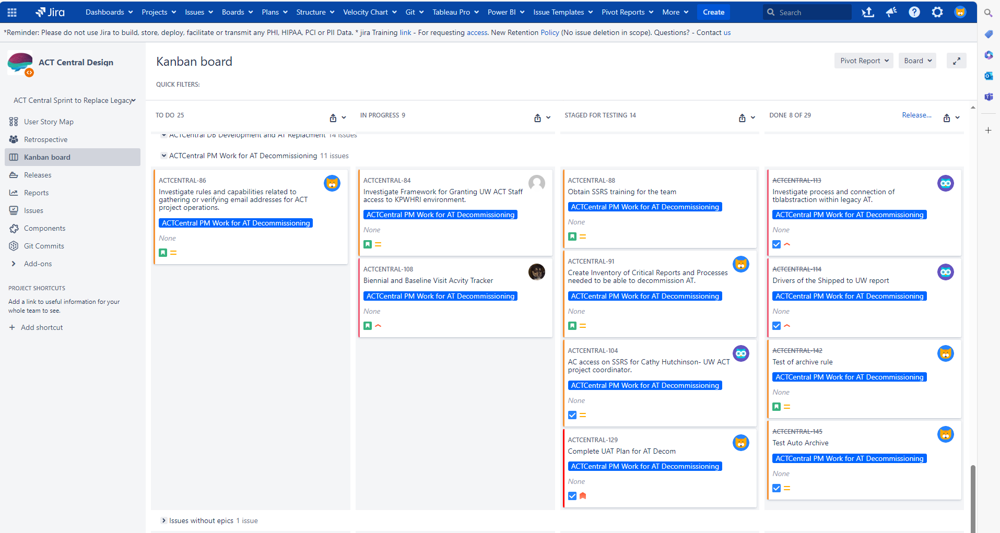 Jira Dashboards Projects Issues Boards Plans Structure Velocity Chart Git Tableau Pro Power BI Issue Templates Pivot Reports More Create Search
*Reminder: Please do not use Jira to build, store, deploy, facilitate or transmit any PHI, HIPAA, PCI or PII Data. * jira Training link - For requesting access. New Retention Policy (No issue deletion in scope). Questions? - Contact us
ACT Central Design
ACT Central Sprint to Replace Legacy
User Story Map
Retrospective
Kanban board
Releases
Reports
Issues
Components
Git Commits
Add-ons
PROJECT SHORTCUTS
Add a link to useful information for your
whole team to see.
+ Add shortcut
Kanban board
Pivot Report
Board
QUICK FILTERS:
TO DO 25
IN PROGRESS 9
STAGED FOR TESTING 14
DONE 8 OF 29
Release...
ACTCentral DB Development and AT Replacment 14 issues
ACTCentral PM Work for AT Decommissioning 11 issues
ACTCENTRAL-86
Investigate rules and capabilities related to
gathering or verifying email addresses for ACT
project operations.
ACTCentral PM Work for AT Decommissioning
None
ACTCENTRAL-84
Investigate Framework for Granting UW ACT Staff
access to KPWHRI environment.
ACTCentral PM Work for AT Decommissioning
None
ACTCENTRAL-108
Biennial and Baseline Visit Acvity Tracker
ACTCentral PM Work for AT Decommissioning
None
ACTCENTRAL-88
Obtain SSRS training for the team
ACTCentral PM Work for AT Decommissioning
None
ACTCENTRAL-91
Create Inventory of Critical Reports and Processes
needed to be able to decommission AT.
ACTCentral PM Work for AT Decommissioning
None
ACTCENTRAL-104
AC access on SSRS for Cathy Hutchinson- UW ACT
project coordinator.
ACTCentral PM Work for AT Decommissioning
None
ACTCENTRAL-129
Complete UAT Plan for AT Decom
ACTCentral PM Work for AT Decommissioning
None
ACTCENTRAL-113
Investigate process and connection of
tblabstraction within legacy AT.
ACTCentral PM Work for AT Decommissioning
None
ACTCENTRAL-114
Drivers of the Shipped to UW report
ACTCentral PM Work for AT Decommissioning
None
ACTCENTRAL-142
Test of archive rule
ACTCentral PM Work for AT Decommissioning
None
ACTCENTRAL-145
Test Auto Archive
ACTCentral PM Work for AT Decommissioning
None
Issues without epics 1 issue